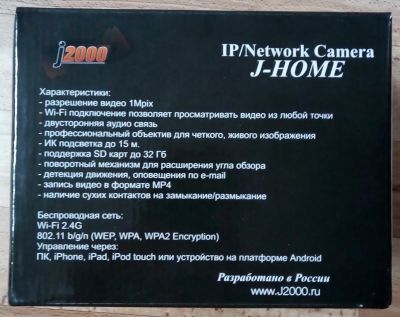 j2000
IP/Network Camera
J-HOME
Характеристики:
- разрешение видео 1Mpix
- Wi-Fi подключение позволяет просматривать видео из любой точки
- двусторонняя аудио связь
- профессиональный объектив для четкого, живого изображения
- ИК подсветка до 15 м.
- поддержка SD карт до 32 Гб
- поворотный механизм для расширения угла обзора
- детекция движения, оповещения по e-mail
- запись видео в формате MP4
- наличие сухих контактов на замыкание/размыкание
Беспроводная сеть:
Wi-Fi 2.4G
802.11 b/g/n (WEP, WPA, WPA2 Encryption)
Управление через:
ПК, iPhone, iPad, iPod touch или устройство на платформе Android
Разработано в России
www.J2000.ru